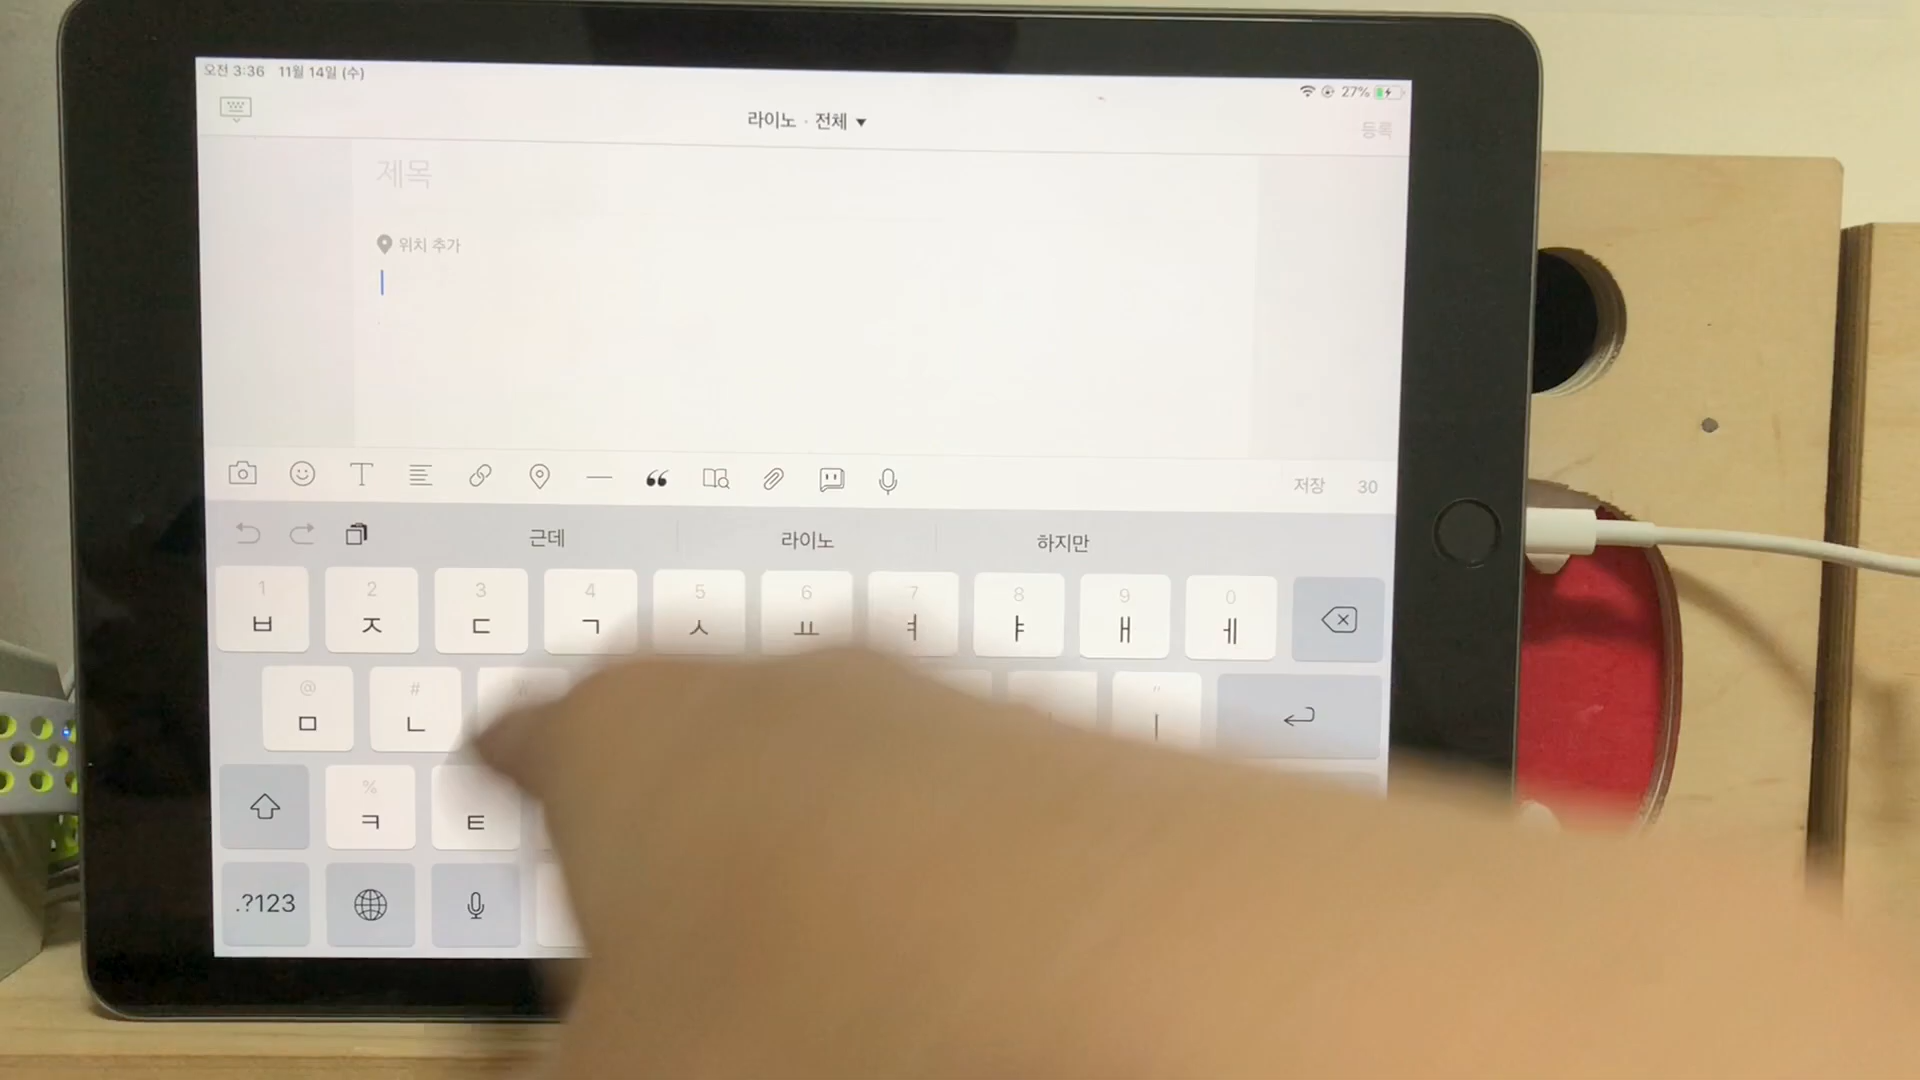 오전 3:36 11월 14일 (수)
27%
라이노 · 전체 ▼
등록
제목
위치 추가
저장 30
근데 라이노 하지만
1 2 3 4 5 6 7 8 9 0
ㅂ ㅈ ㄷ ㄱ ㅅ ㅛ ㅕ ㅑ ㅐ ㅔ
@ # "
ㅁ ㄴ ㅣ
%
ㅋ ㅌ
.?123